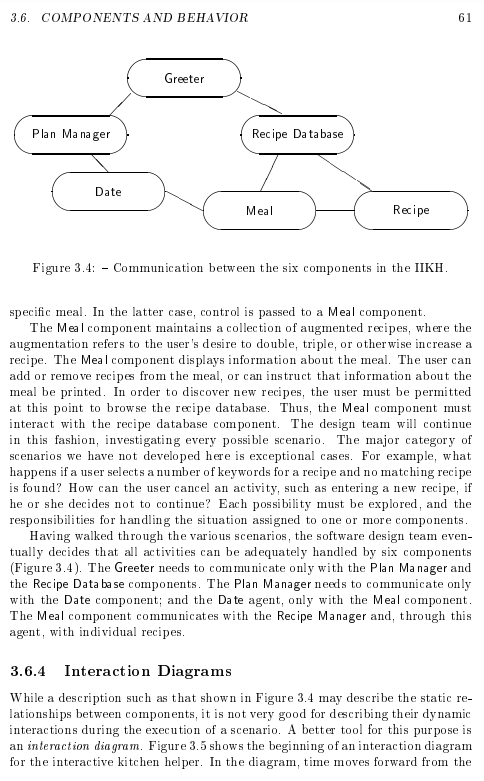 3.6. COMPONENTS AND BEHAVIOR 61
Greeter
Plan Manager
Recipe Database
Date
Meal
Recipe
Figure 3.4: – Communication between the six components in the IIKH.
specific meal. In the latter case, control is passed to a Meal component.
The Meal component maintains a collection of augmented recipes, where the
augmentation refers to the user's desire to double, triple, or otherwise increase a
recipe. The Meal component displays information about the meal. The user can
add or remove recipes from the meal, or can instruct that information about the
meal be printed. In order to discover new recipes, the user must be permitted
at this point to browse the recipe database. Thus, the Meal component must
interact with the recipe database component. The design team will continue
in this fashion, investigating every possible scenario. The major category of
scenarios we have not developed here is exceptional cases. For example, what
happens if a user selects a number of keywords for a recipe and no matching recipe
is found? How can the user cancel an activity, such as entering a new recipe, if
he or she decides not to continue? Each possibility must be explored, and the
responsibilities for handling the situation assigned to one or more components.
Having walked through the various scenarios, the software design team even-
tually decides that all activities can be adequately handled by six components
(Figure 3.4). The Greeter needs to communicate only with the Plan Manager and
the Recipe Database components. The Plan Manager needs to communicate only
with the Date component; and the Date agent, only with the Meal component.
The Meal component communicates with the Recipe Manager and, through this
agent, with individual recipes.
3.6.4 Interaction Diagrams
While a description such as that shown in Figure 3.4 may describe the static re-
lationships between components, it is not very good for describing their dynamic
interactions during the execution of a scenario. A better tool for this purpose is
an interaction diagram. Figure 3.5 shows the beginning of an interaction diagram
for the interactive kitchen helper. In the diagram, time moves forward from the